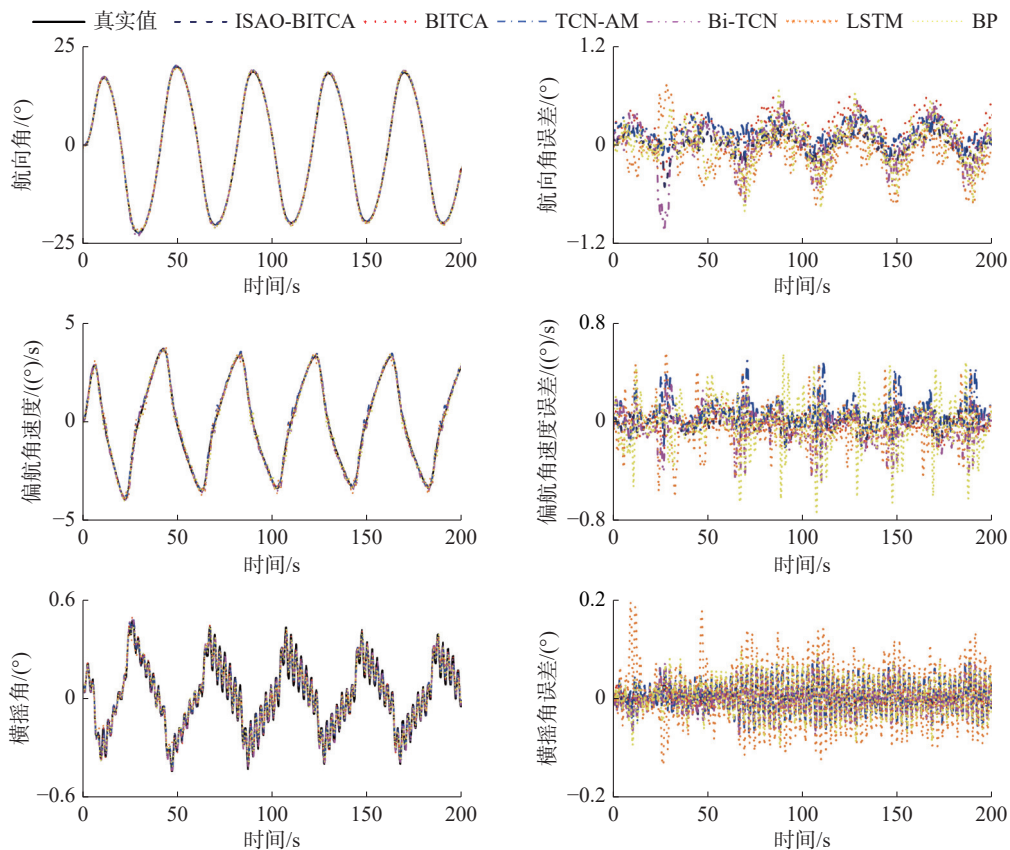 真实值 ISAO-BITCA BITCA TCN-AM Bi-TCN LSTM BP
25
0
−25
航向角/(°)
0 50 100 150 200
时间/s
1.2
0
−1.2
航向角误差/(°)
0 50 100 150 200
时间/s
5
0
−5
偏航角速度/((°)/s)
0 50 100 150 200
时间/s
0.8
0
−0.8
偏航角速度误差/((°)/s)
0 50 100 150 200
时间/s
0.6
0
−0.6
横摇角/(°)
0 50 100 150 200
时间/s
0.2
0
−0.2
横摇角误差/(°)
0 50 100 150 200
时间/s